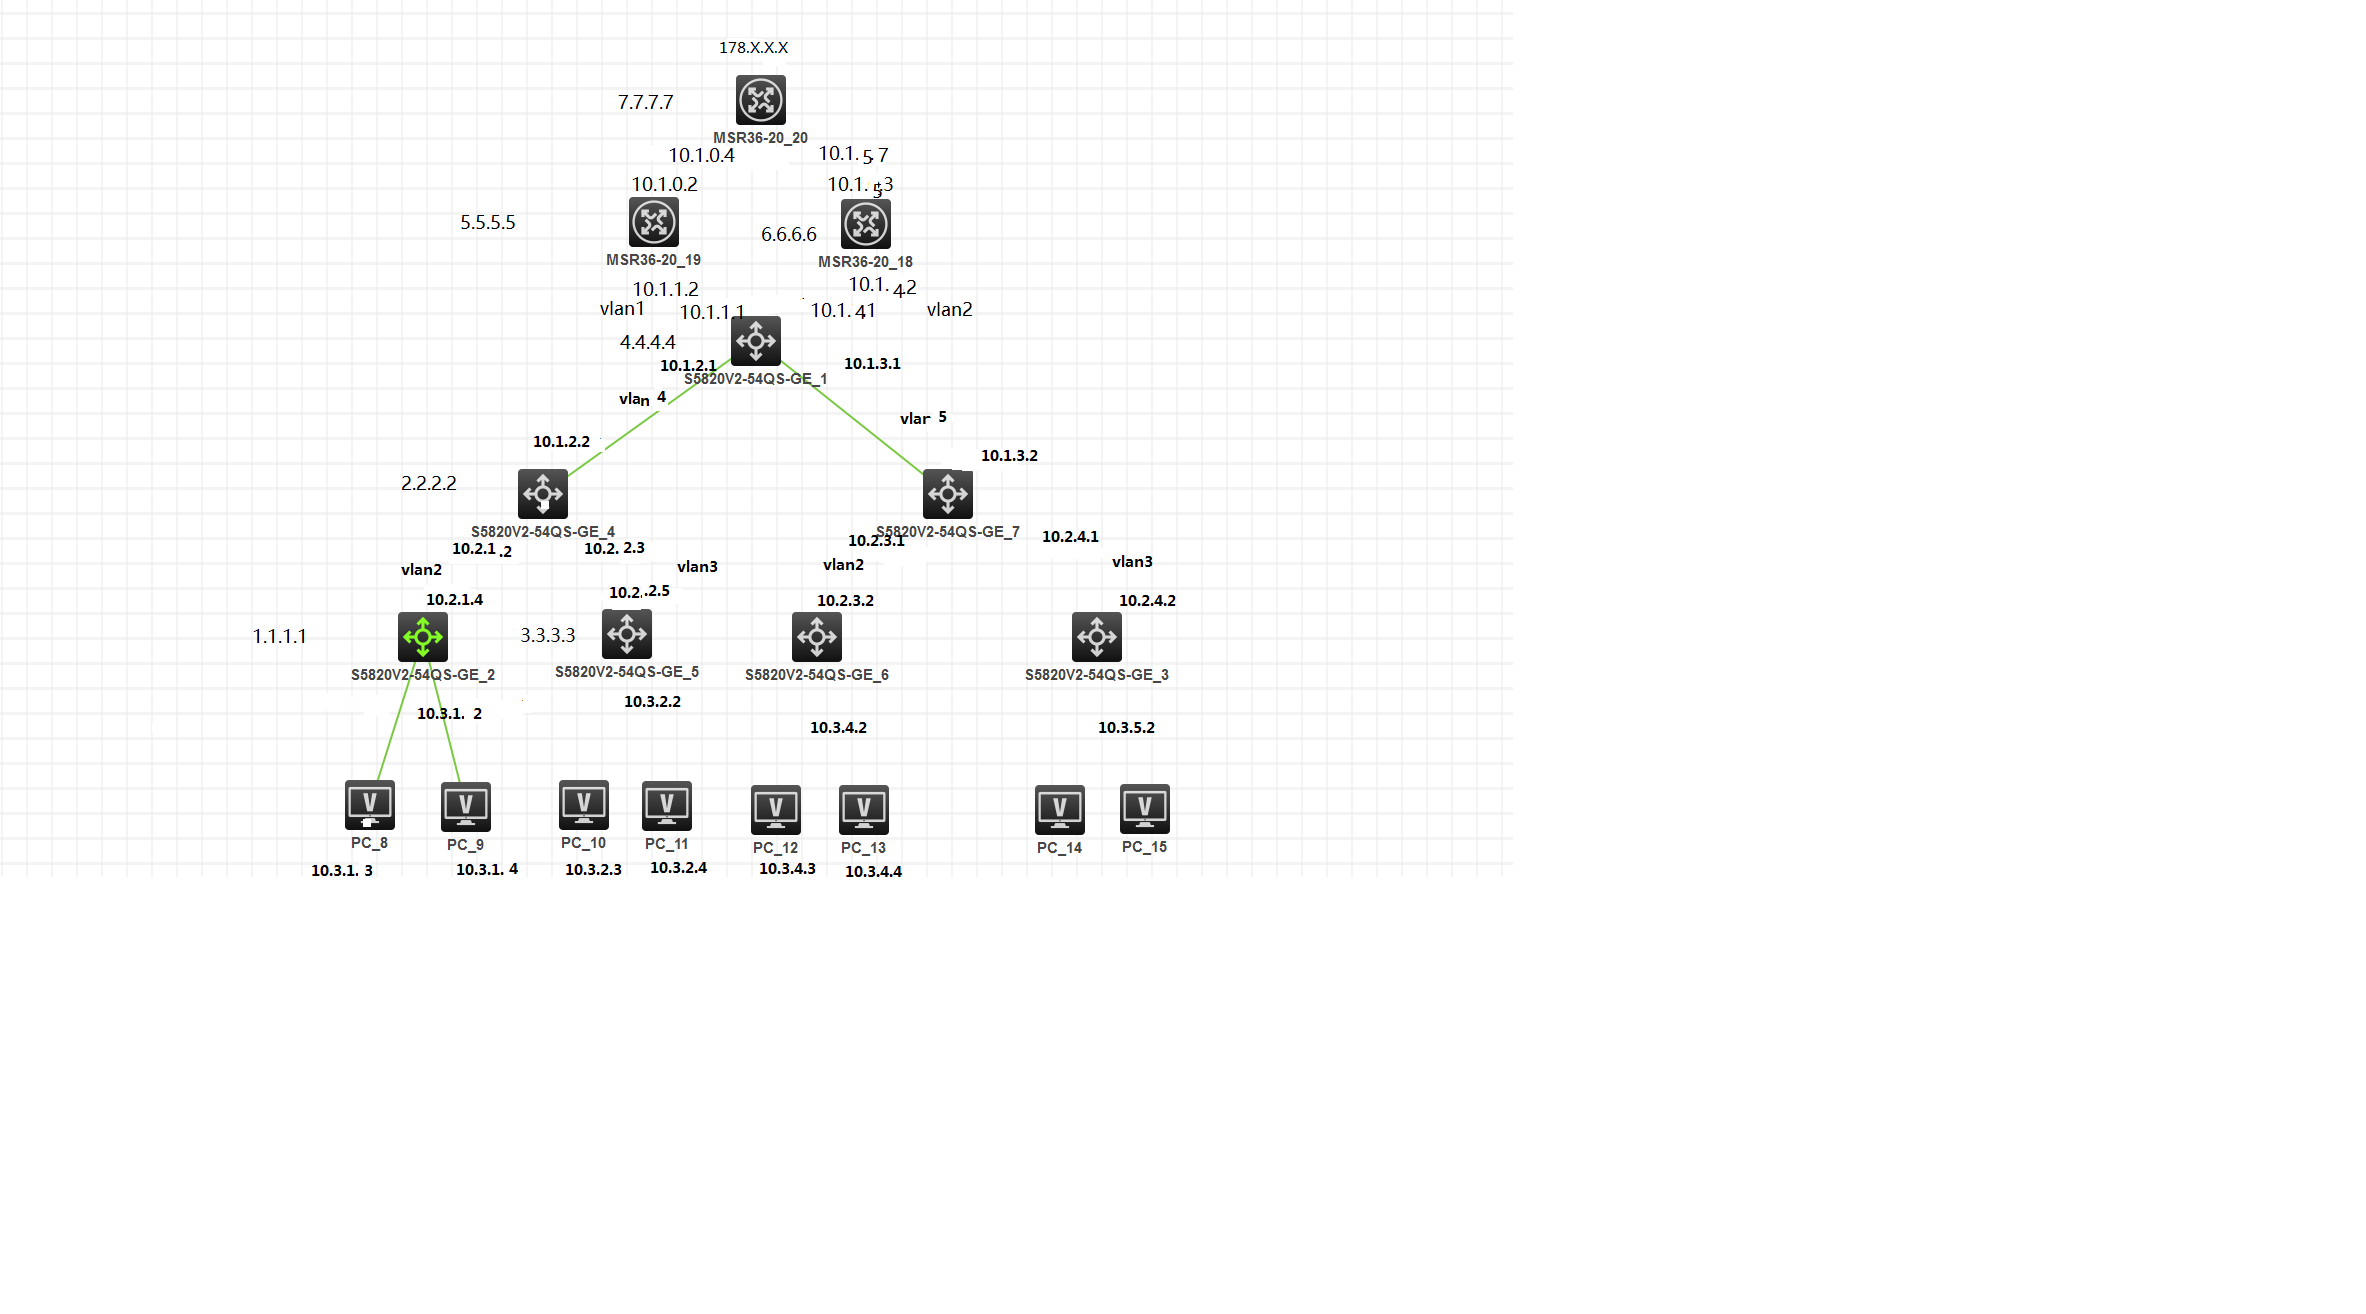 178.X.X.X
7.7.7.7
MSR36-20_20
10.1.0.4
10.1. 5.7
10.1.0.2
10.1. 5.3
5.5.5.5
6.6.6.6
MSR36-20_19
MSR36-20_18
10.1.1.2
10.1. 4.2
vlan1
10.1.1.1
10.1. 41
vlan2
4.4.4.4
10.1.2.1
10.1.3.1
S5820V2-54QS-GE_1
vlan 4
vlar 5
10.1.2.2
10.1.3.2
2.2.2.2
S5820V2-54QS-GE_4
S5820V2-54QS-GE_7
10.2.1 .2
10.2. 2.3
10.2.3.1
10.2.4.1
vlan2
vlan3
vlan2
vlan3
10.2.1.4
10.2. .2.5
10.2.3.2
10.2.4.2
1.1.1.1
3.3.3.3
S5820V2-54QS-GE_2
S5820V2-54QS-GE_5
S5820V2-54QS-GE_6
S5820V2-54QS-GE_3
10.3.1. 2
10.3.2.2
10.3.4.2
10.3.5.2
PC_8
PC_9
PC_10
PC_11
PC_12
PC_13
PC_14
PC_15
10.3.1. 3
10.3.1. 4
10.3.2.3
10.3.2.4
10.3.4.3
10.3.4.4